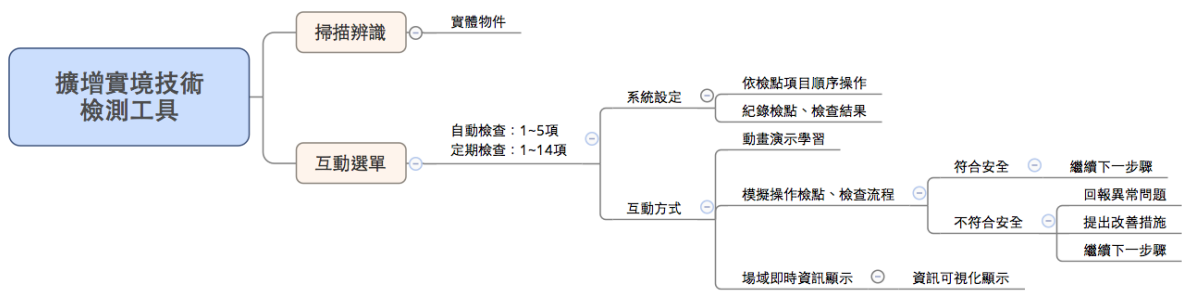 擴增實境技術
檢測工具
掃描辨識
實體物件
互動選單
自動檢查：1~5項
定期檢查：1~14項
系統設定
依檢點項目順序操作
紀錄檢點、檢查結果
互動方式
動畫演示學習
模擬操作檢點、檢查流程
符合安全
繼續下一步驟
不符合安全
回報異常問題
提出改善措施
繼續下一步驟
場域即時資訊顯示
資訊可視化顯示